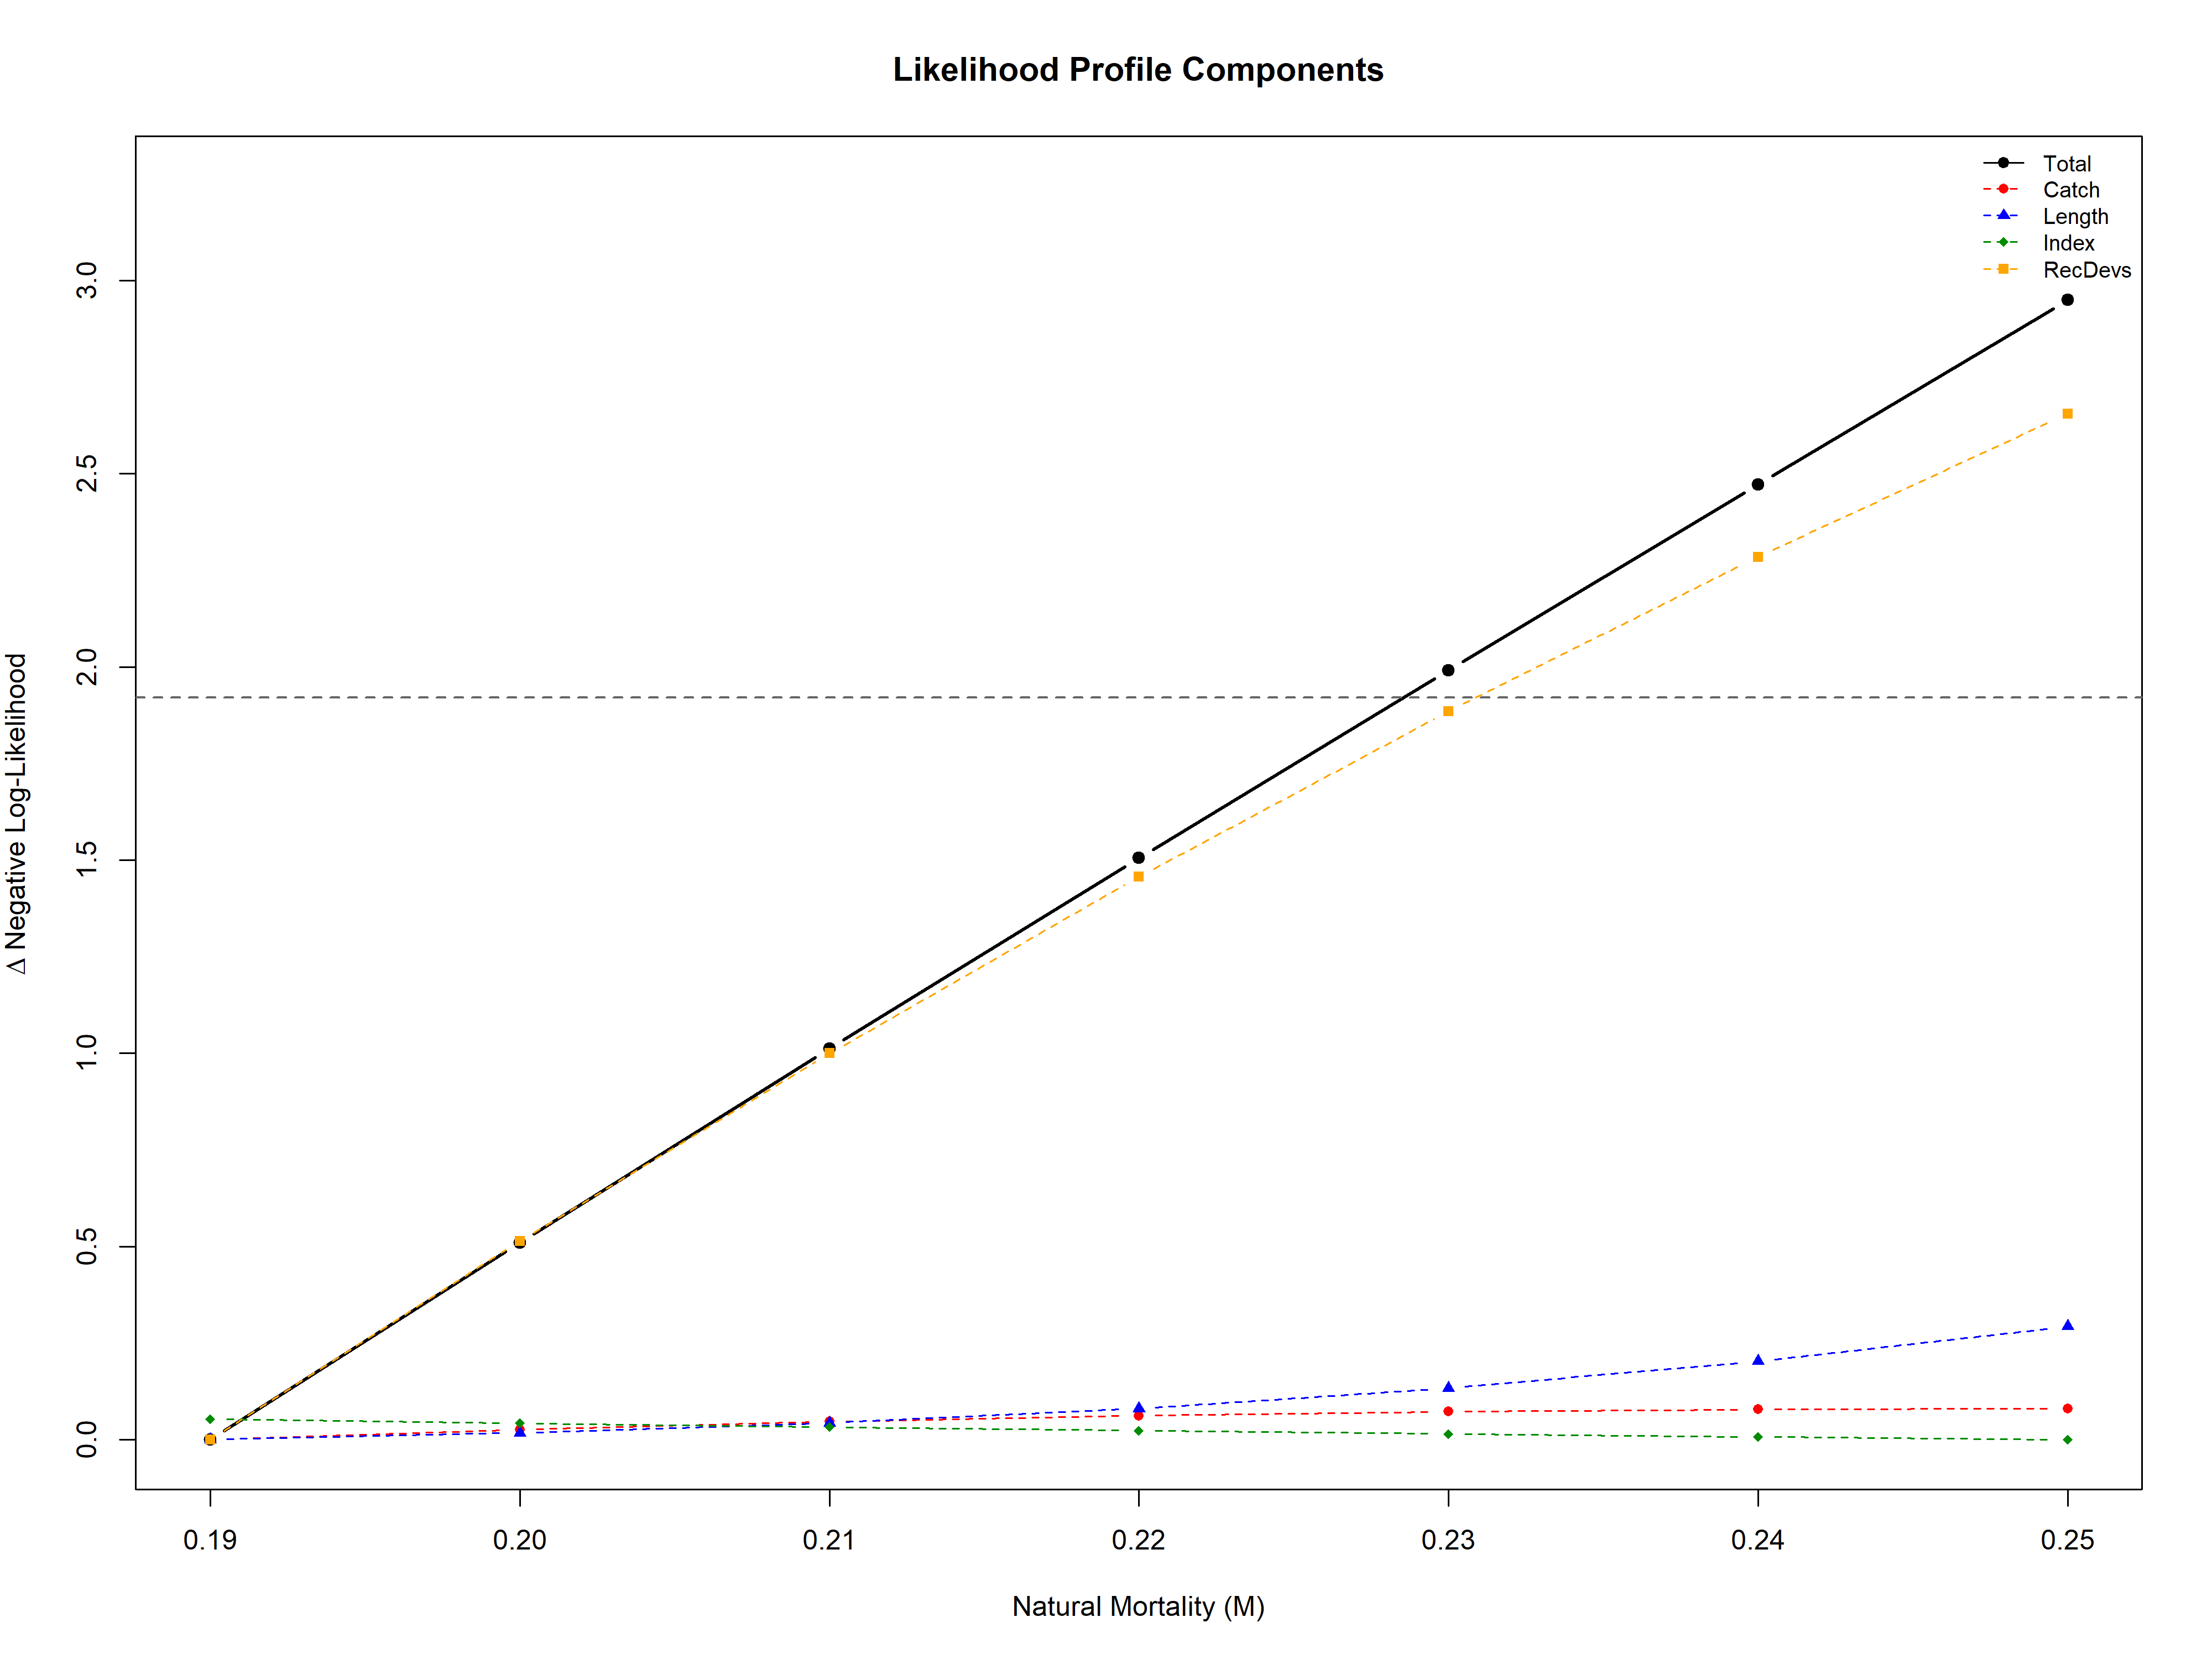 Likelihood Profile Components
Total
Catch
Length
Index
RecDevs
3.0
2.5
2.0
1.5
1.0
0.5
0.0
Δ Negative Log-Likelihood
0.19 0.20 0.21 0.22 0.23 0.24 0.25
Natural Mortality (M)